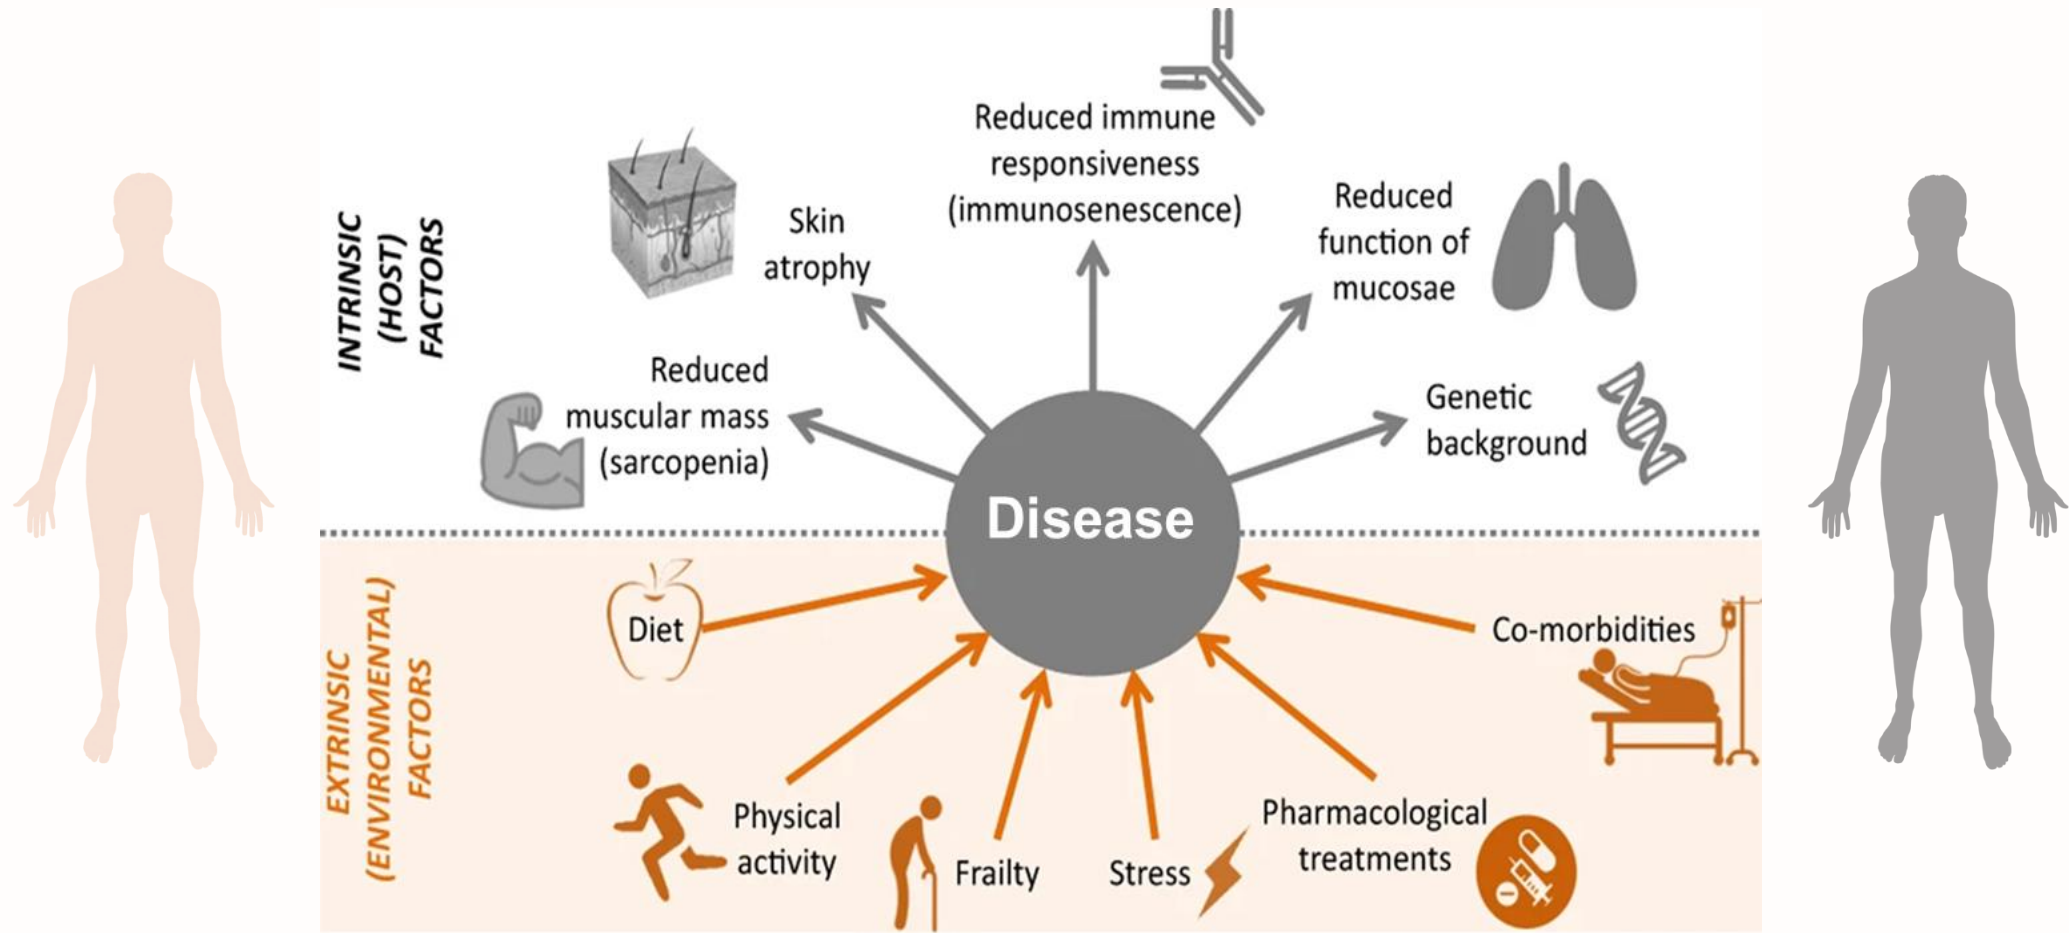 INTRINSIC
(HOST)
FACTORS
Reduced immune
responsiveness
(immunosenescence)
Skin
atrophy
Reduced
function of
mucosae
Reduced
muscular mass
(sarcopenia)
Genetic
background
Disease
EXTRINSIC
(ENVIRONMENTAL)
FACTORS
Diet
Co-morbidities
Physical
activity
Frailty
Stress
Pharmacological
treatments